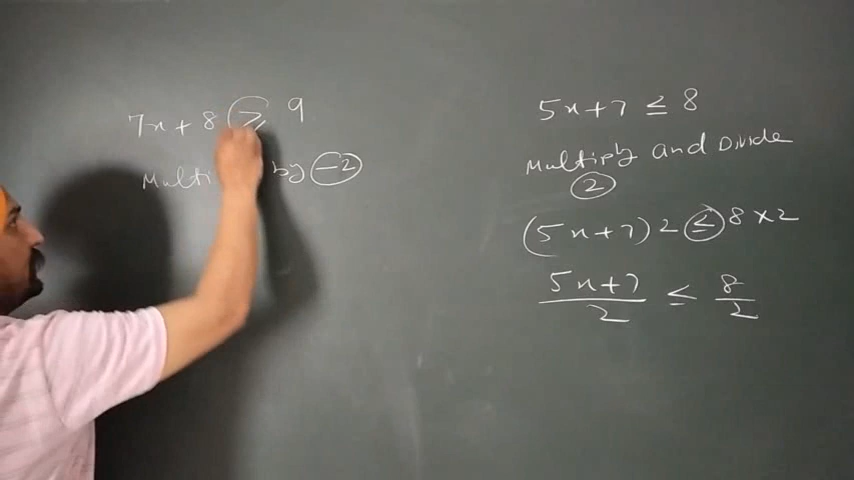 7x + 8 ≥ 9
by -2
5x+7 ≤ 8
Multiply and Divide
2
(5x+7) 2 ≤ 8 x 2
5x+7 / 2 ≤ 8 / 2